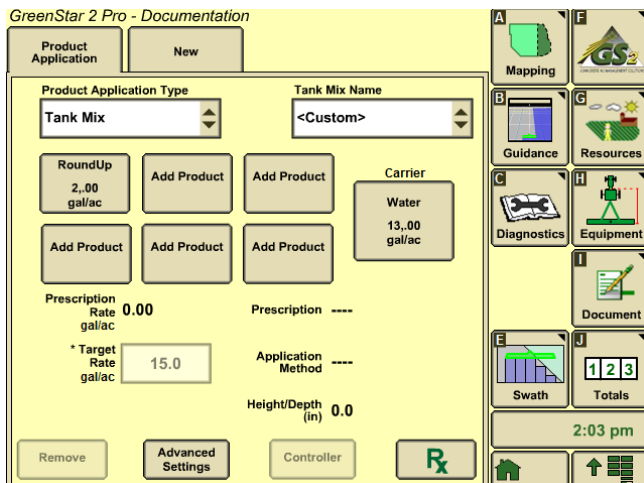 GreenStar 2 Pro - Documentation
Product
Application
New
Product Application Type
Tank Mix
Tank Mix Name
<Custom>
RoundUp
2,.00
gal/ac
Add Product
Add Product
Carrier
Water
13,.00
gal/ac
Add Product
Add Product
Add Product
Prescription
Rate 0.00
gal/ac
Prescription ----
* Target
Rate
gal/ac
15.0
Application
Method ----
Height/Depth
(in) 0.0
Remove
Advanced
Settings
Controller
Rx
A
Mapping
F
GS2
B
Guidance
G
Resources
C
Diagnostics
H
Equipment
I
Document
E
Swath
J
1 2 3
Totals
2:03 pm